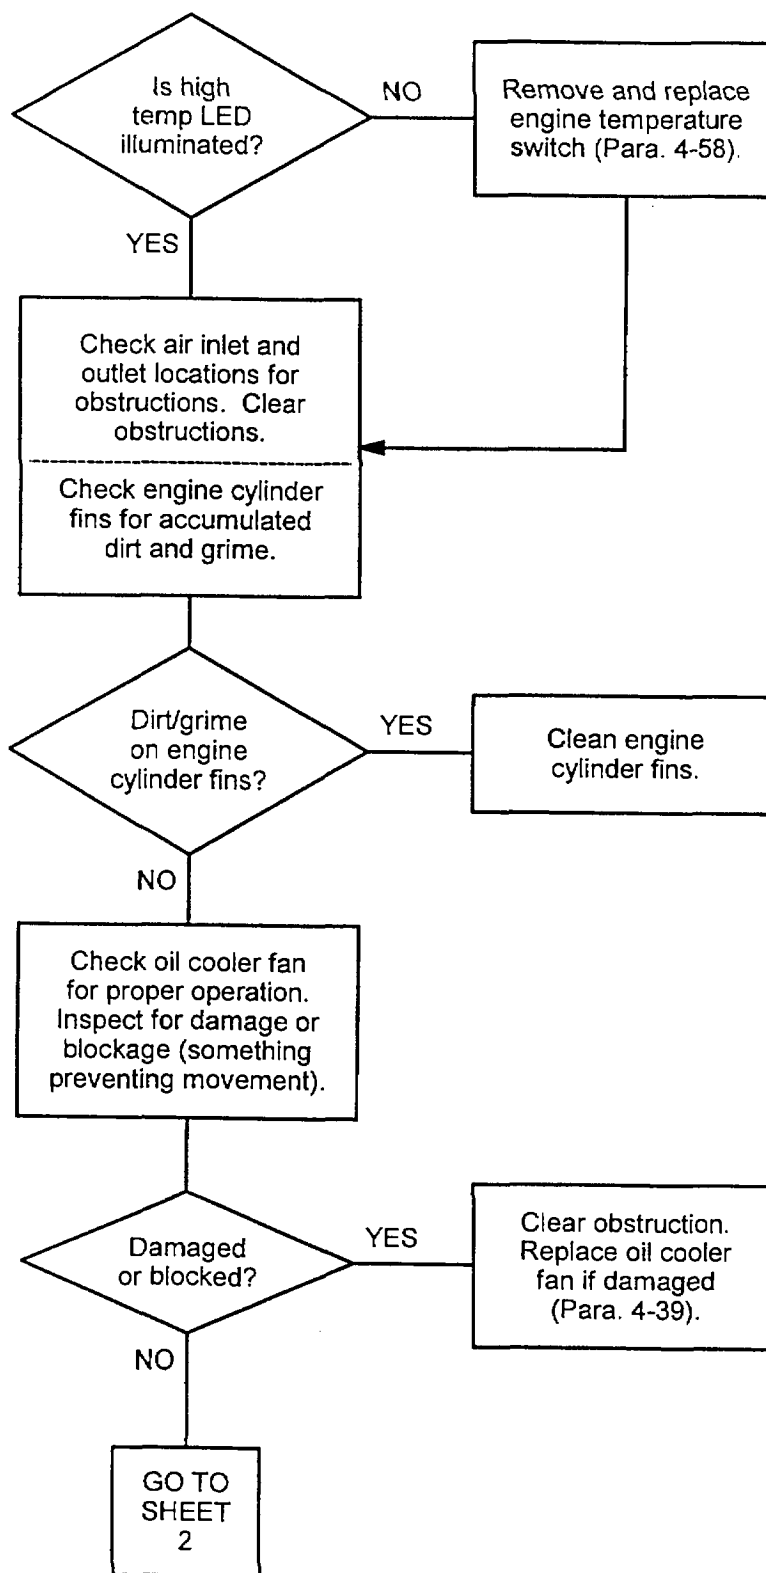 Is high
temp LED
illuminated?
NO
Remove and replace
engine temperature
switch (Para. 4-58).
YES
Check air inlet and
outlet locations for
obstructions. Clear
obstructions.
Check engine cylinder
fins for accumulated
dirt and grime.
Dirt/grime
on engine
cylinder fins?
YES
Clean engine
cylinder fins.
NO
Check oil cooler fan
for proper operation.
Inspect for damage or
blockage (something
preventing movement).
Damaged
or blocked?
YES
Clear obstruction.
Replace oil cooler
fan if damaged
(Para. 4-39).
NO
GO TO
SHEET
2